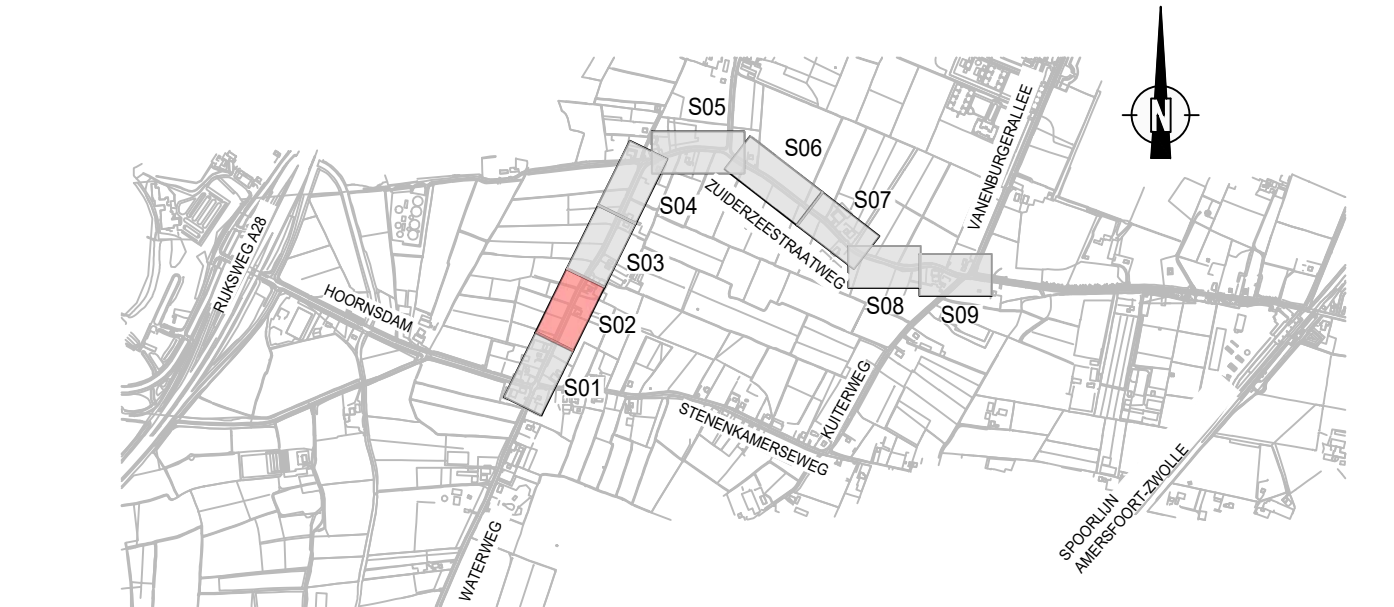 S05
N
S06
VANENBURGERALLEE
S07
S04
ZUIDERZEESTRAATWEG
RIJKSWEG A28
S03
HOORNSDAM
S08
S09
S02
S01
STENENKAMERSEWEG
KUITERWEG
SPOORLIJN
AMERSFOORT-ZWOLLE
WATERWEG